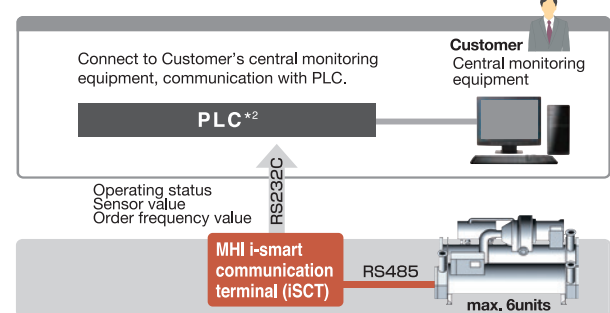 Customer
Central monitoring
equipment
Connect to Customer's central monitoring
equipment, communication with PLC.
PLC*2
RS232C
Operating status
Sensor value
Order frequency value
MHI i-smart
communication
terminal (iSCT)
RS485
max. 6units